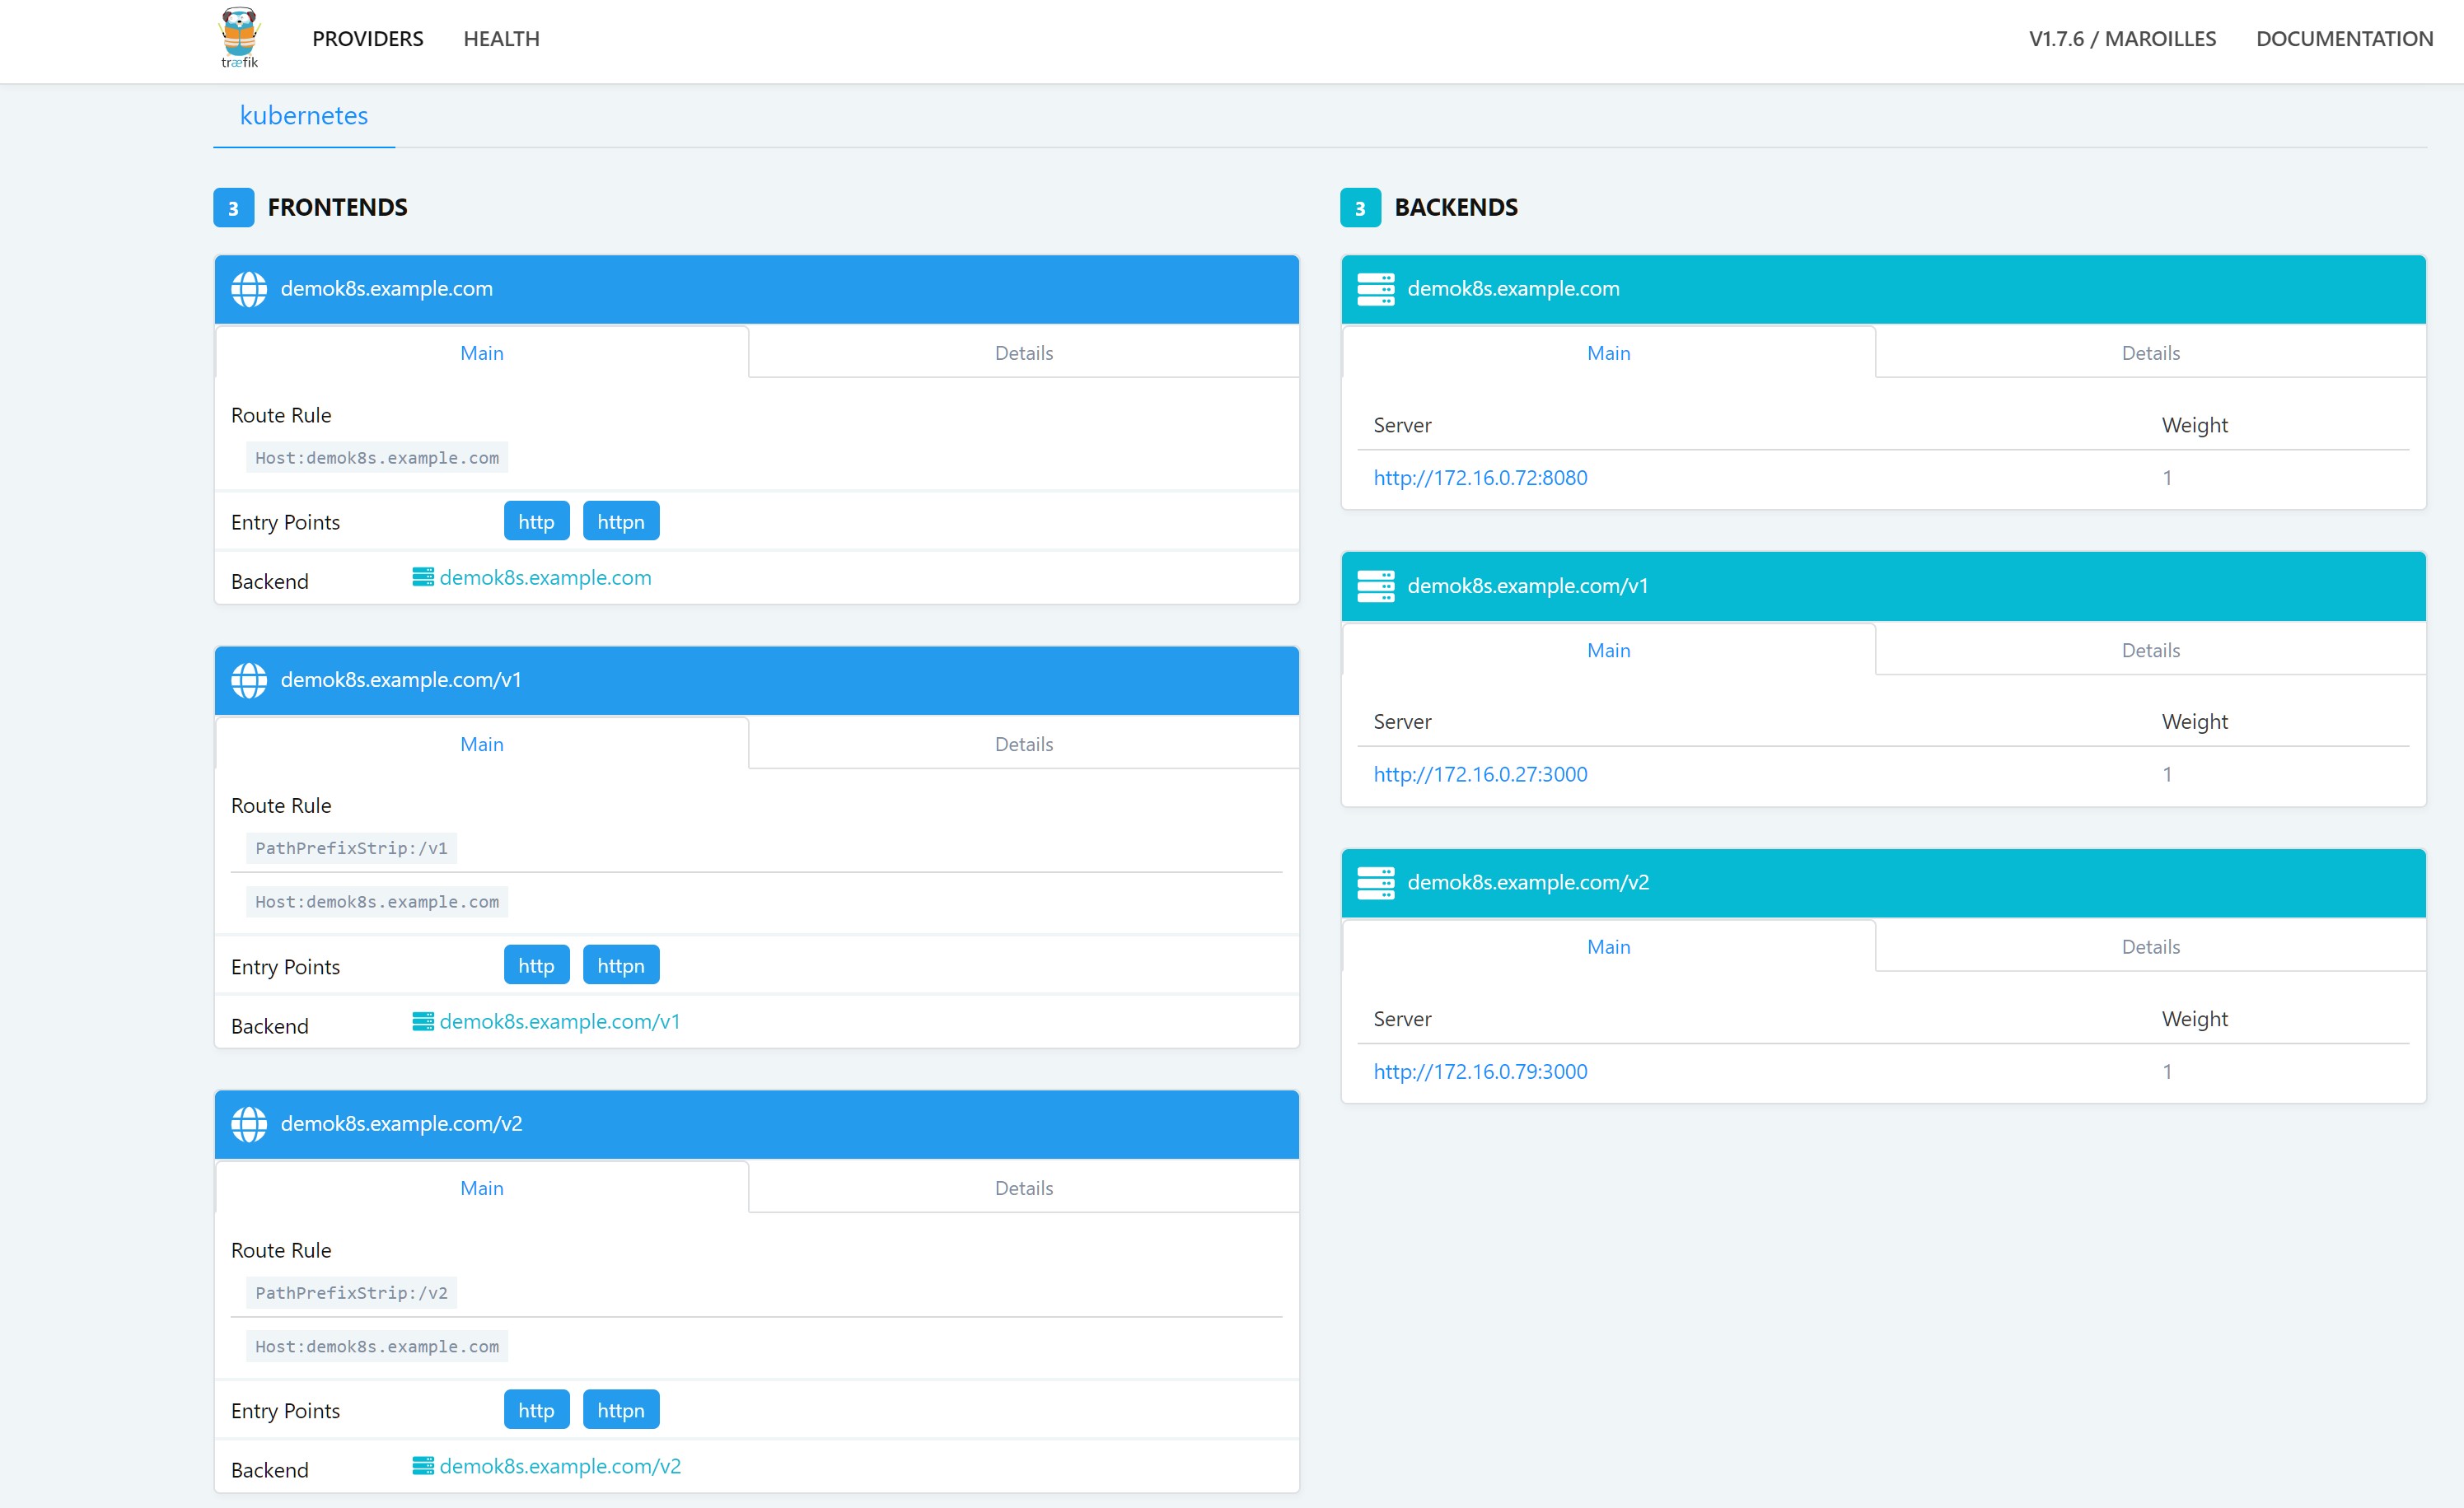 træfik
PROVIDERS HEALTH V1.7.6 / MAROILLES DOCUMENTATION
kubernetes
3 FRONTENDS
demok8s.example.com
Main Details
Route Rule
Host:demok8s.example.com
Entry Points http httpn
Backend demok8s.example.com
demok8s.example.com/v1
Main Details
Route Rule
PathPrefixStrip:/v1
Host:demok8s.example.com
Entry Points http httpn
Backend demok8s.example.com/v1
demok8s.example.com/v2
Main Details
Route Rule
PathPrefixStrip:/v2
Host:demok8s.example.com
Entry Points http httpn
Backend demok8s.example.com/v2
3 BACKENDS
demok8s.example.com
Main Details
Server Weight
http://172.16.0.72:8080 1
demok8s.example.com/v1
Main Details
Server Weight
http://172.16.0.27:3000 1
demok8s.example.com/v2
Main Details
Server Weight
http://172.16.0.79:3000 1